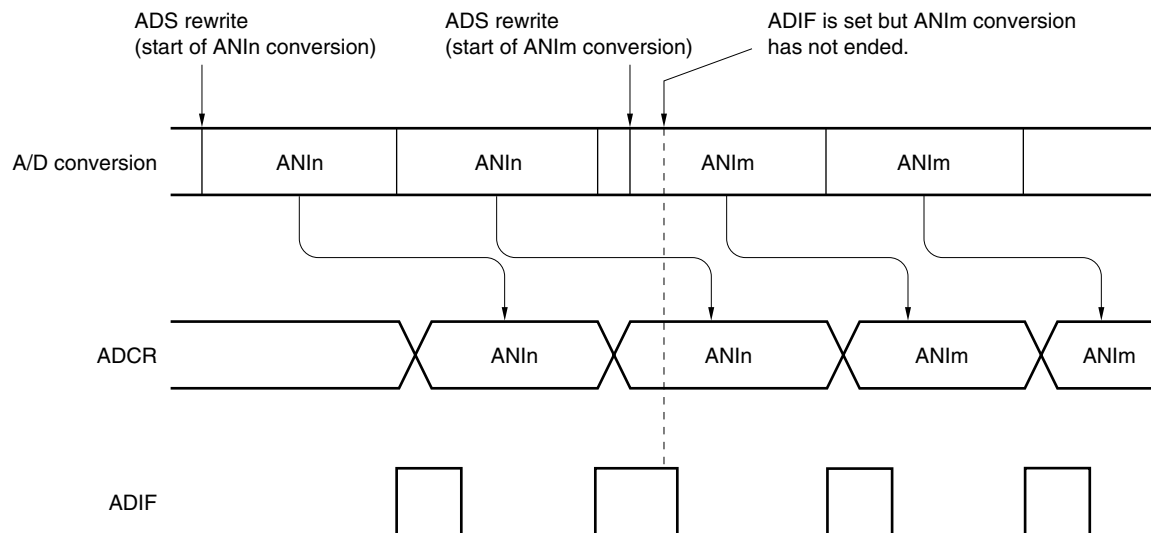 ADS rewrite
(start of ANIn conversion)
ADS rewrite
(start of ANIm conversion)
ADIF is set but ANIm conversion
has not ended.
A/D conversion
ANIn
ANIn
ANIm
ANIm
ADCR
ANIn
ANIn
ANIm
ANIm
ADIF